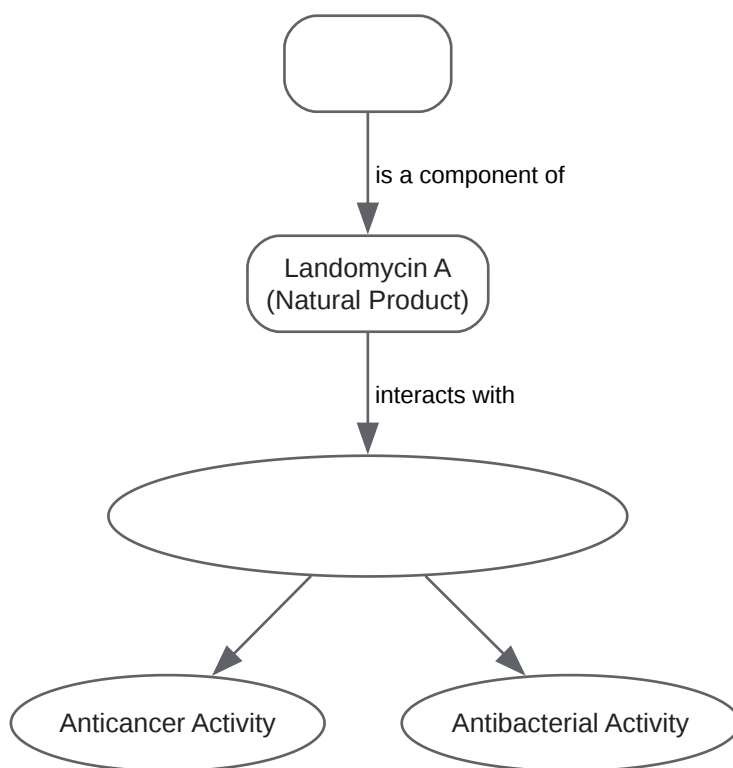 is a component of
Landomycin A
(Natural Product)
interacts with
Anticancer Activity
Antibacterial Activity